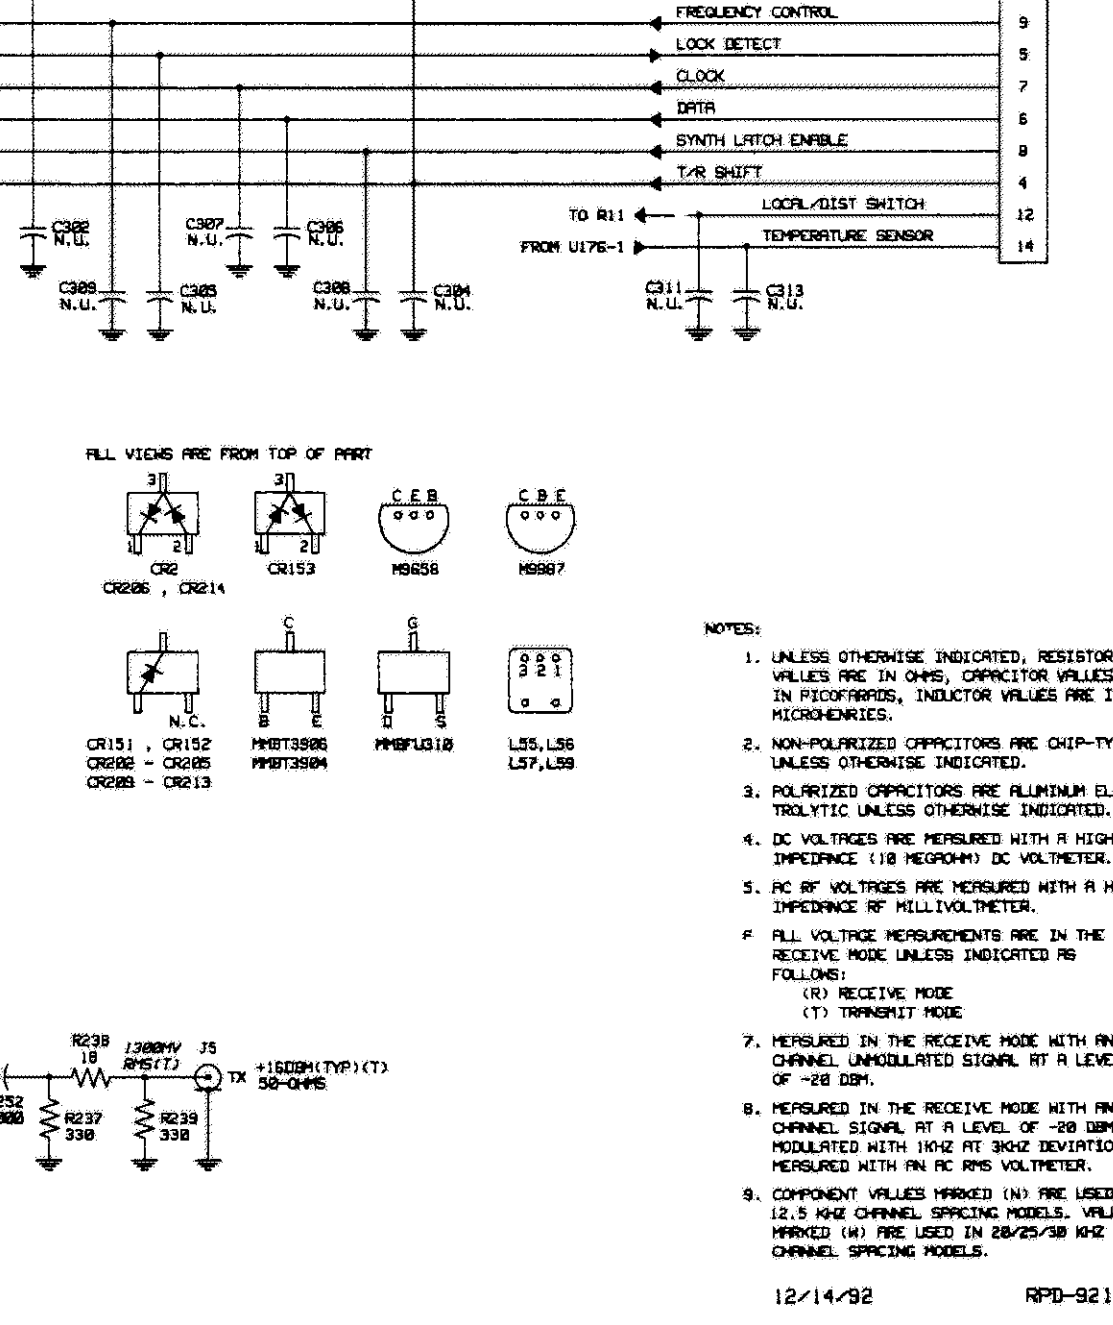 FREQUENCY CONTROL
9
LOCK DETECT
5
CLOCK
7
DATA
6
SYNTH LATCH ENABLE
8
T/R SHIFT
4
TO R11
LOCAL/DIST SWITCH
12
FROM U176-1
TEMPERATURE SENSOR
14
C302
N.U.
C307
N.U.
C306
N.U.
C309
N.U.
C305
N.U.
C308
N.U.
C304
N.U.
C311
N.U.
C313
N.U.
ALL VIEWS ARE FROM TOP OF PART
3
1
2
CR2
CR206 , CR214
3
1
2
CR153
C E B
M9658
C B E
M9987
N.C.
CR151 , CR152
CR202 - CR205
CR209 - CR213
C
B
E
MMBT3906
MMBT3904
G
D
S
MMBFU310
3 2 1
L55,L56
L57,L59
R238
18
1300MV
RMS(T)
J5
TX
+16DBM(TYP)(T)
50-OHMS
252
000
R237
330
R239
330
NOTES:
1. UNLESS OTHERWISE INDICATED, RESISTOR
VALUES ARE IN OHMS, CAPACITOR VALUES
IN PICOFARADS, INDUCTOR VALUES ARE I
MICROHENRIES.
2. NON-POLARIZED CAPACITORS ARE CHIP-TY
UNLESS OTHERWISE INDICATED.
3. POLARIZED CAPACITORS ARE ALUMINUM EL
TROLYTIC UNLESS OTHERWISE INDICATED.
4. DC VOLTAGES ARE MEASURED WITH A HIGH
IMPEDANCE (10 MEGAOHM) DC VOLTMETER.
5. AC RF VOLTAGES ARE MEASURED WITH A H
IMPEDANCE RF MILLIVOLTMETER.
ALL VOLTAGE MEASUREMENTS ARE IN THE
RECEIVE MODE UNLESS INDICATED AS
FOLLOWS:
(R) RECEIVE MODE
(T) TRANSMIT MODE
7. MEASURED IN THE RECEIVE MODE WITH AN
CHANNEL UNMODULATED SIGNAL AT A LEVE
OF -20 DBM.
8. MEASURED IN THE RECEIVE MODE WITH AN
CHANNEL SIGNAL AT A LEVEL OF -20 DBM
MODULATED WITH 1KHZ AT 3KHZ DEVIATIO
MEASURED WITH AN AC RMS VOLTMETER.
9. COMPONENT VALUES MARKED (N) ARE USED
12.5 KHZ CHANNEL SPACING MODELS. VALU
MARKED (W) ARE USED IN 20/25/30 KHZ
CHANNEL SPACING MODELS.
12/14/92
RPD-921